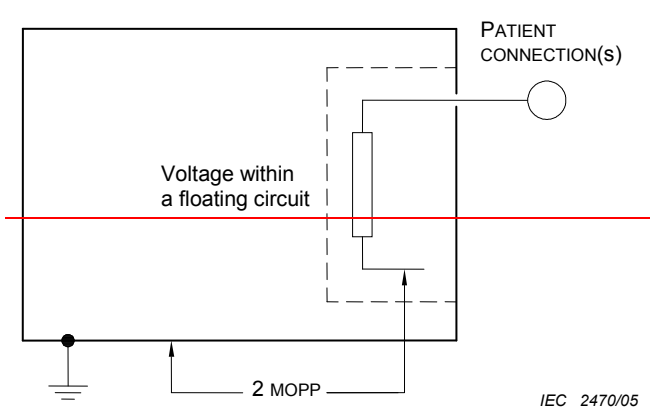 PATIENT
CONNECTION(s)
Voltage within
a floating circuit
2 MOPP
IEC 2470/05